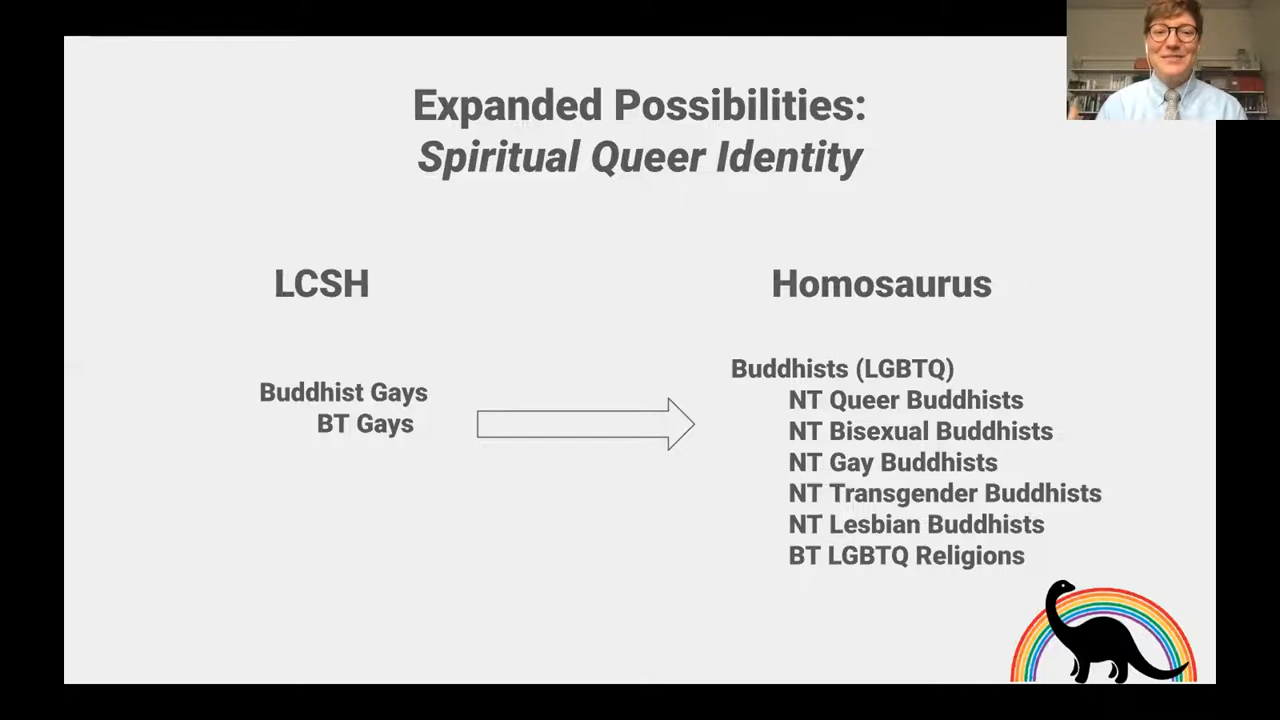 Expanded Possibilities:
Spiritual Queer Identity
LCSH
Buddhist Gays
BT Gays
Homosaurus
Buddhists (LGBTQ)
NT Queer Buddhists
NT Bisexual Buddhists
NT Gay Buddhists
NT Transgender Buddhists
NT Lesbian Buddhists
BT LGBTQ Religions